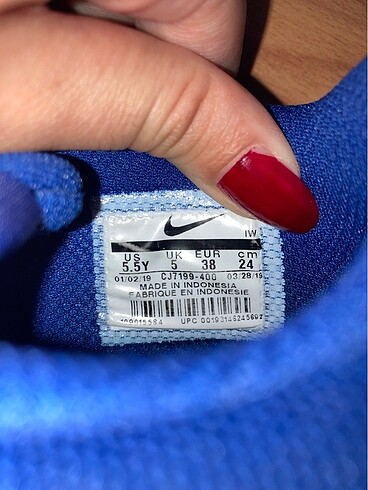 IW
US UK EUR cm
5.5Y 5 38 24
01/02/19 CJ7199-400 03/28/19
MADE IN INDONESIA
FABRIQUE EN INDONESIE
UPC